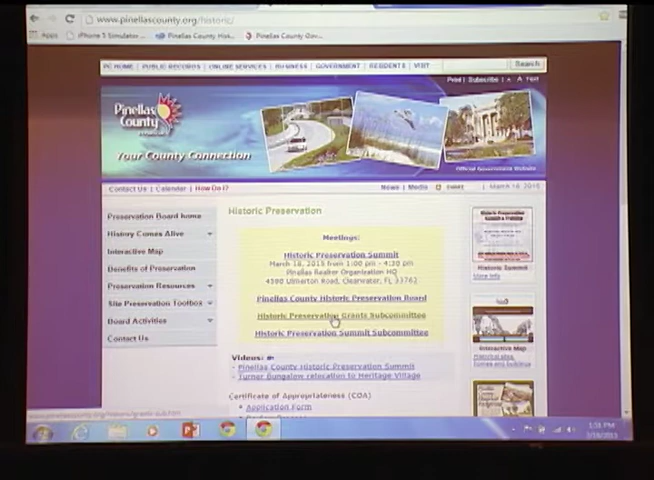 www.pinellascounty.org/historic/
Apps iPhone 5 Simulator ... Pinellas County His... Pinellas County Gov...
PC HOME | PUBLIC RECORDS | ONLINE SERVICES | BUSINESS | GOVERNMENT | RESIDENTS | VISIT Search
Print | Subscribe | A A Text
Pinellas
County
Your County Connection
Official Government Website
Contact Us | Calendar | How Do I?
News | Media March 18, 2015
Preservation Board home
History Comes Alive
Interactive Map
Benefits of Preservation
Preservation Resources
Site Preservation Toolbox
Board Activities
Contact Us
Historic Preservation
Meetings:
Historic Preservation Summit
March 18, 2015 from 1:00 pm - 4:30 pm
Pinellas Realtor Organization HQ
4590 Ulmerton Road, Clearwater, FL 33762
Pinellas County Historic Preservation Board
Historic Preservation Grants Subcommittee
Historic Preservation Summit Subcommittee
Videos:
- Pinellas County Historic Preservation Summit
- Turner Bungalow relocation to Heritage Village
Certificate of Appropriateness (COA)
Application Form
Historic Summit
More Info
Interactive Map